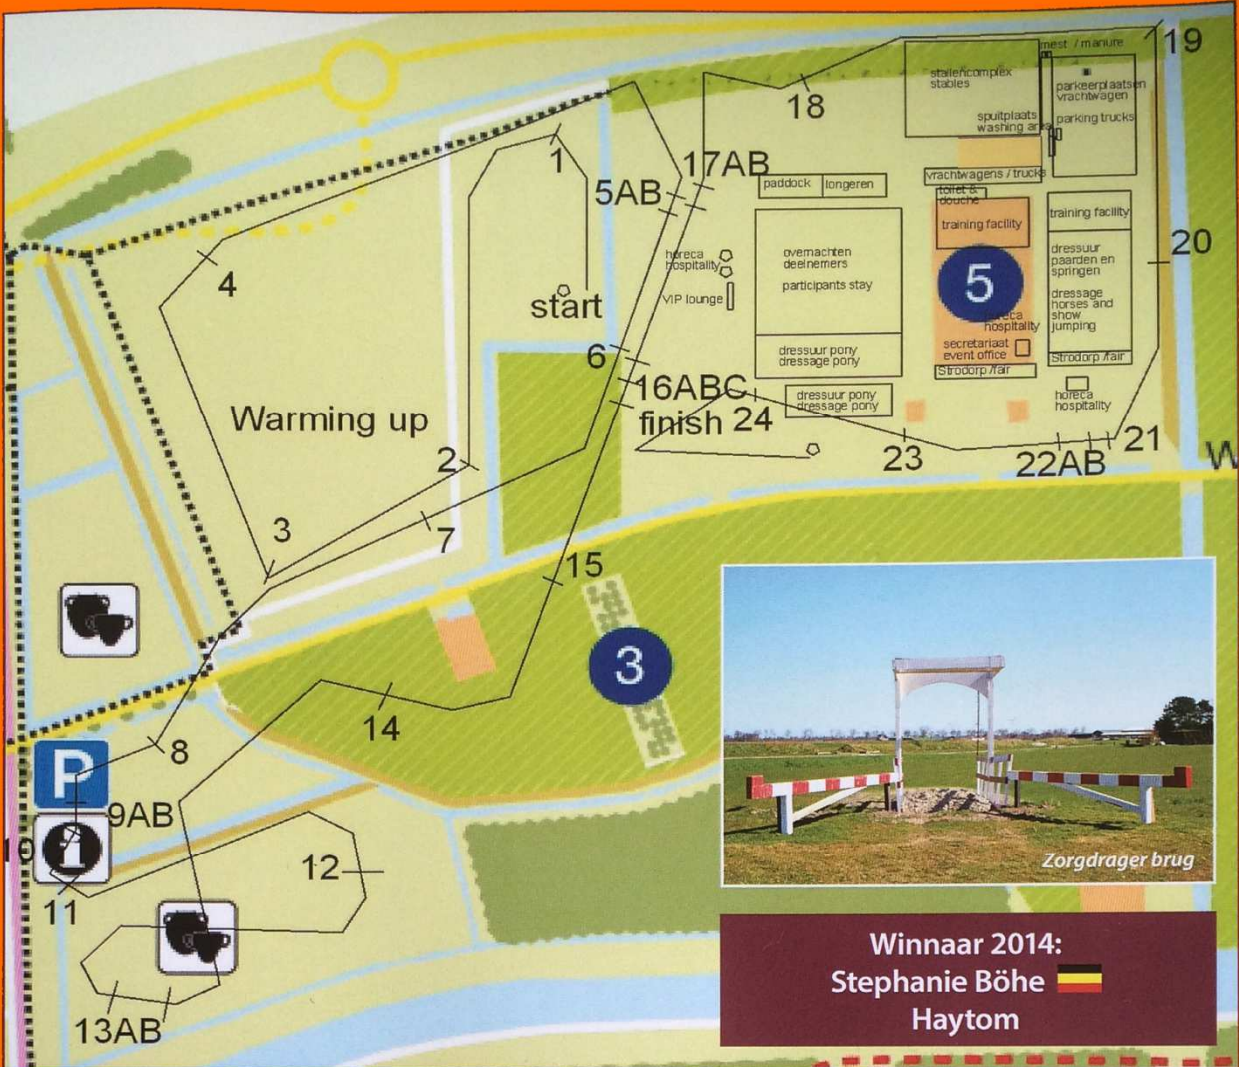 19
mest / manure
stallencomplex
stables
parkeerplaatsen
vrachtwagen
parking trucks
spuitplaats
washing area
18
1
17AB
5AB
paddock
longeren
vrachtwagens / trucks
toilet &
douche
training facility
training facility
4
horeca
hospitality
overnachten
deelnemers
participants stay
5
dressuur
paarden en
springen
dressage
horses and
show
jumping
20
VIP lounge
start
horeca
hospitality
secretariaat
event office
Strodorp /fair
Strodorp /fair
6
dressuur pony
dressage pony
16ABC
finish
24
dressuur pony
dressage pony
horeca
hospitality
Warming up
2
23
22AB
21
W
3
7
15
3
14
8
P
9AB
10
i
11
12
13AB
Zorgdrager brug
Winnaar 2014:
Stephanie Böhe
Haytom